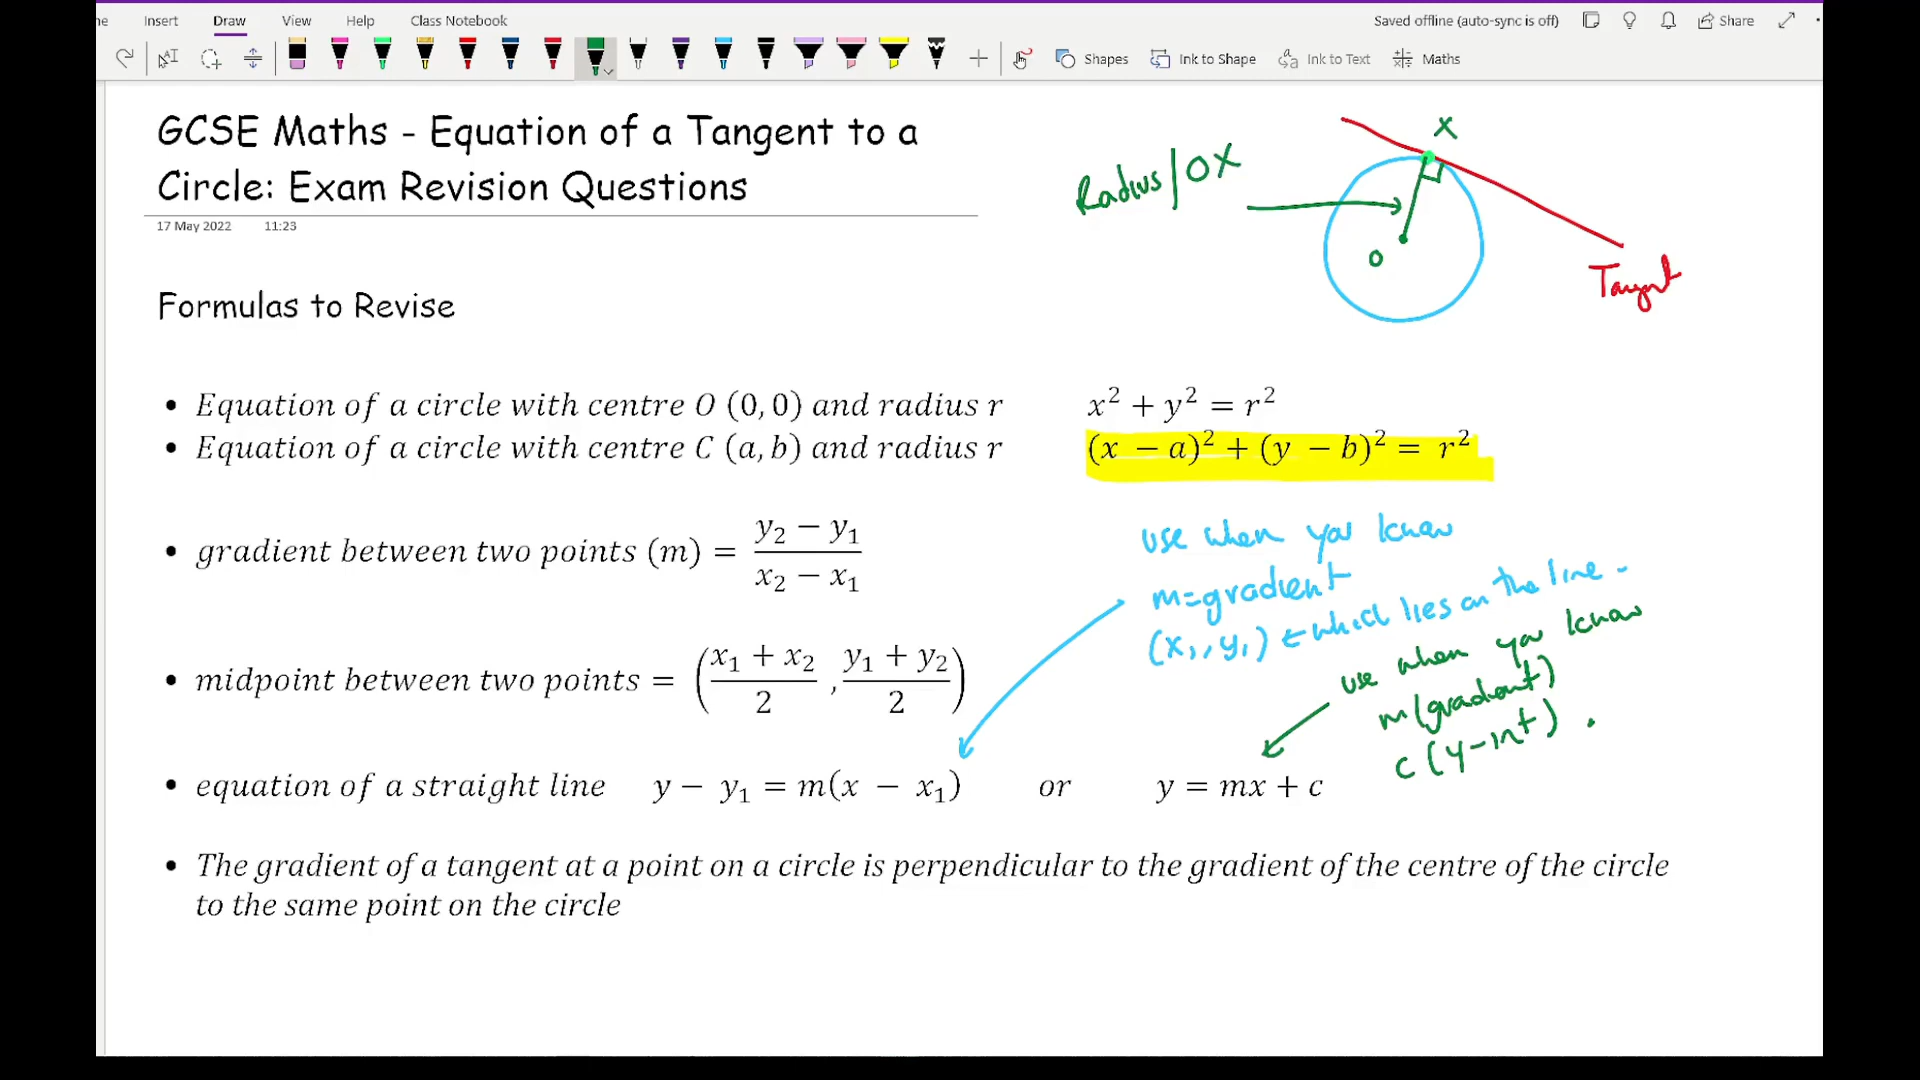 Insert Draw View Help Class Notebook Saved offline (auto-sync is off) Share
Shapes Ink to Shape Ink to Text Maths
GCSE Maths - Equation of a Tangent to a
Circle: Exam Revision Questions
17 May 2022 11:23
X
Radius/OX
O
Tangent
Formulas to Revise
• Equation of a circle with centre O (0, 0) and radius r x² + y² = r²
• Equation of a circle with centre C (a, b) and radius r (x − a)² + (y − b)² = r²
• gradient between two points (m) = (y₂ − y₁)/(x₂ − x₁)
use when you know
m=gradient
(x₁, y₁) ← which lies on the line.
• midpoint between two points = ((x₁ + x₂)/2 , (y₁ + y₂)/2)
use when you know
m (gradient)
c (y-int).
• equation of a straight line y − y₁ = m(x − x₁) or y = mx + c
• The gradient of a tangent at a point on a circle is perpendicular to the gradient of the centre of the circle
to the same point on the circle